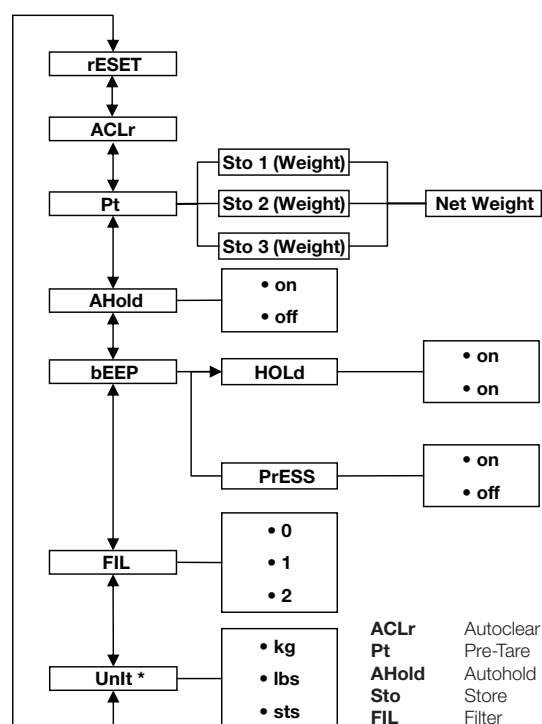 rESET
ACLr
Pt
Sto 1 (Weight)
Sto 2 (Weight)
Sto 3 (Weight)
Net Weight
AHold
• on
• off
bEEP
HOLd
• on
• on
PrESS
• on
• off
FIL
• 0
• 1
• 2
UnIt *
• kg
• lbs
• sts
ACLr Autoclear
Pt Pre-Tare
AHold Autohold
Sto Store
FIL Filter